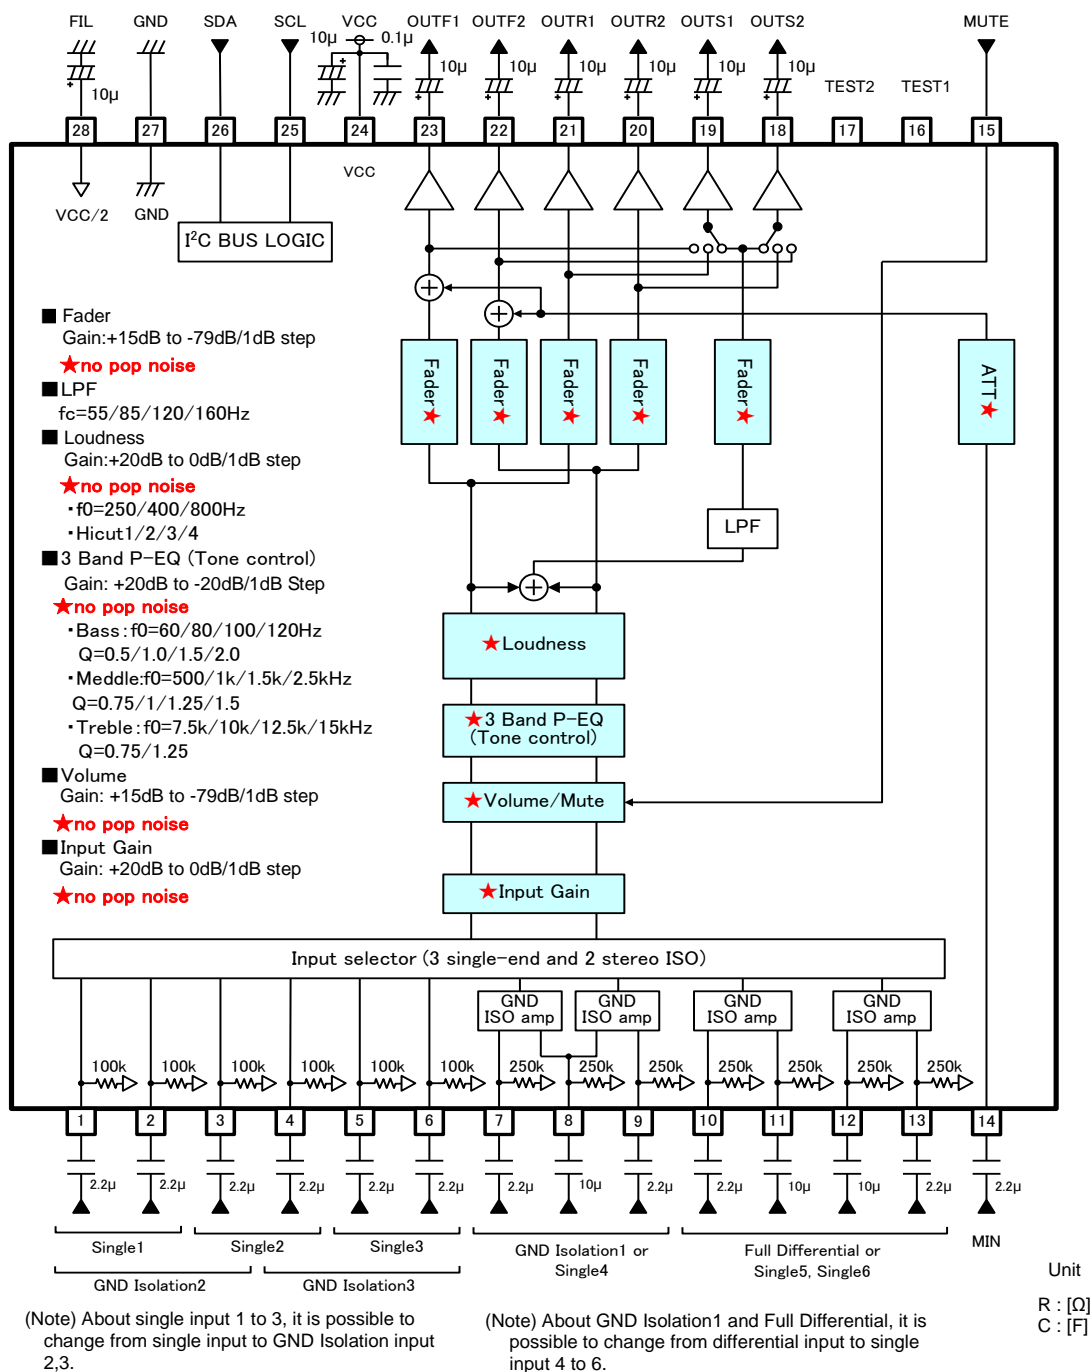 FIL GND SDA SCL VCC OUTF1 OUTF2 OUTR1 OUTR2 OUTS1 OUTS2 MUTE
10μ 0.1μ
10μ 10μ 10μ 10μ 10μ 10μ 10μ
TEST2 TEST1
28 27 26 25 24 23 22 21 20 19 18 17 16 15
VCC
VCC/2 GND
I²C BUS LOGIC
■ Fader
Gain:+15dB to -79dB/1dB step
★no pop noise
■LPF
fc=55/85/120/160Hz
■ Loudness
Gain:+20dB to 0dB/1dB step
★no pop noise
・f0=250/400/800Hz
・Hicut1/2/3/4
■3 Band P-EQ (Tone control)
Gain: +20dB to -20dB/1dB Step
★no pop noise
・Bass:f0=60/80/100/120Hz
Q=0.5/1.0/1.5/2.0
・Meddle:f0=500/1k/1.5k/2.5kHz
Q=0.75/1/1.25/1.5
・Treble:f0=7.5k/10k/12.5k/15kHz
Q=0.75/1.25
■Volume
Gain: +15dB to -79dB/1dB step
★no pop noise
■Input Gain
Gain: +20dB to 0dB/1dB step
★no pop noise
Fader★ Fader★ Fader★ Fader★ Fader★ ATT★
LPF
★Loudness
★3 Band P-EQ
(Tone control)
★Volume/Mute
★Input Gain
Input selector (3 single-end and 2 stereo ISO)
GND GND GND GND
ISO amp ISO amp ISO amp ISO amp
100k 100k 100k 100k 100k 100k 250k 250k 250k 250k 250k 250k 250k
1 2 3 4 5 6 7 8 9 10 11 12 13 14
2.2μ 2.2μ 2.2μ 2.2μ 2.2μ 2.2μ 2.2μ 10μ 2.2μ 2.2μ 10μ 10μ 2.2μ 2.2μ
Single1 Single2 Single3
GND Isolation2 GND Isolation3
GND Isolation1 or
Single4
Full Differential or
Single5, Single6
MIN
Unit
R : [Ω]
C : [F]
(Note) About single input 1 to 3, it is possible to
change from single input to GND Isolation input
2,3.
(Note) About GND Isolation1 and Full Differential, it is
possible to change from differential input to single
input 4 to 6.